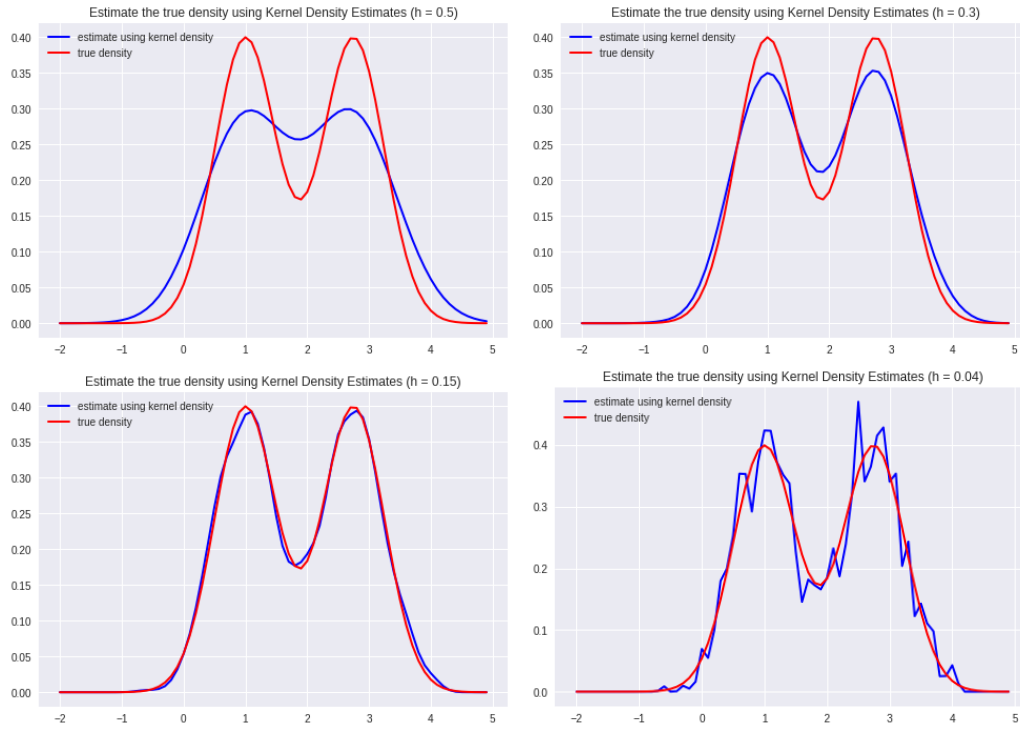 Estimate the true density using Kernel Density Estimates (h = 0.5)
estimate using kernel density
true density
0.40
0.35
0.30
0.25
0.20
0.15
0.10
0.05
0.00
−2 −1 0 1 2 3 4 5
Estimate the true density using Kernel Density Estimates (h = 0.3)
estimate using kernel density
true density
0.40
0.35
0.30
0.25
0.20
0.15
0.10
0.05
0.00
−2 −1 0 1 2 3 4 5
Estimate the true density using Kernel Density Estimates (h = 0.15)
estimate using kernel density
true density
0.40
0.35
0.30
0.25
0.20
0.15
0.10
0.05
0.00
−2 −1 0 1 2 3 4 5
Estimate the true density using Kernel Density Estimates (h = 0.04)
estimate using kernel density
true density
0.4
0.3
0.2
0.1
0.0
−2 −1 0 1 2 3 4 5